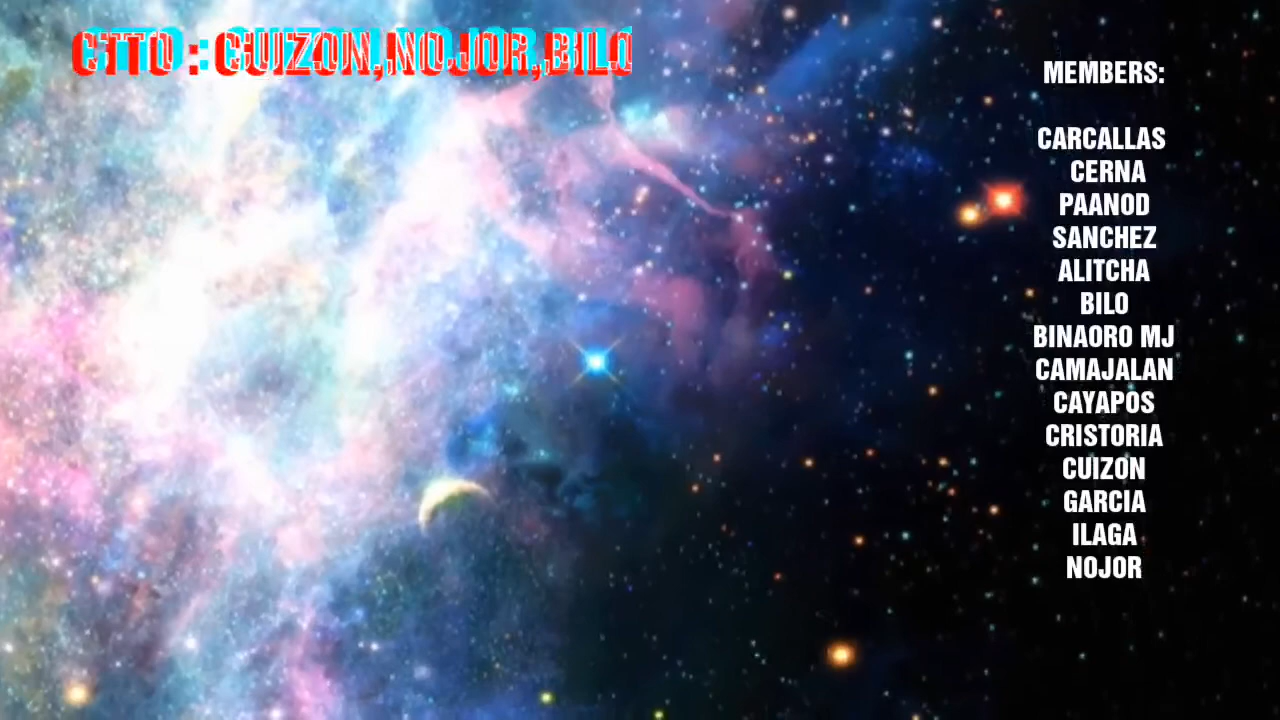 CTTO : CUIZON,NOJOR,BILO
MEMBERS:
CARCALLAS
CERNA
PAANOD
SANCHEZ
ALITCHA
BILO
BINAORO MJ
CAMAJALAN
CAYAPOS
CRISTORIA
CUIZON
GARCIA
ILAGA
NOJOR